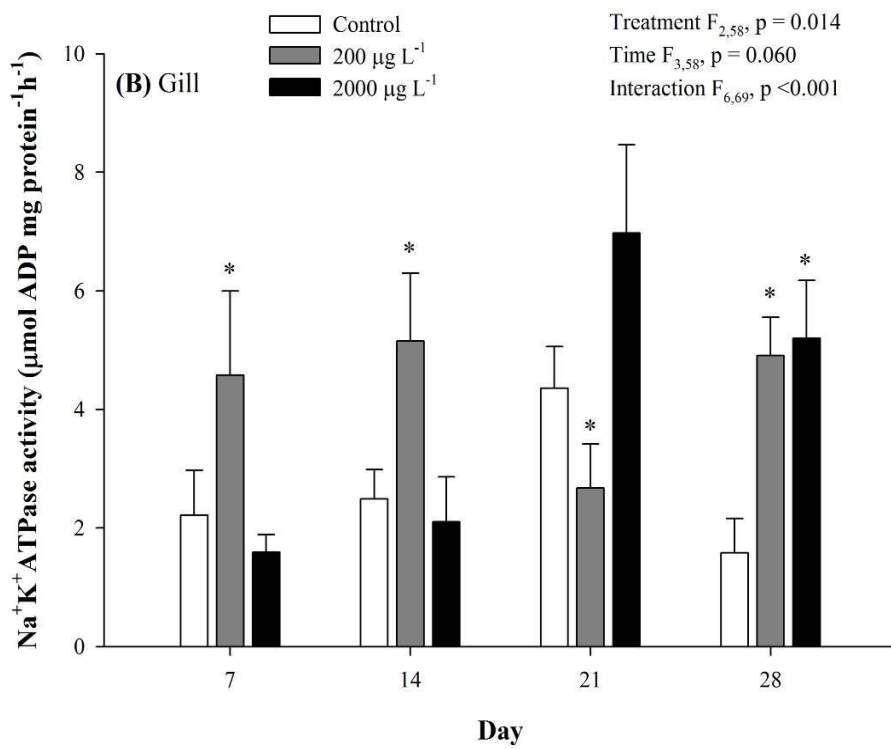 Control
200 µg L⁻¹
2000 µg L⁻¹
Treatment F₂,₅₈, p = 0.014
Time F₃,₅₈, p = 0.060
Interaction F₆,₆₉, p <0.001
(B) Gill
Na⁺K⁺ATPase activity (µmol ADP mg protein⁻¹h⁻¹)
10
8
6
4
2
0
*
*
*
*
*
7
14
21
28
Day